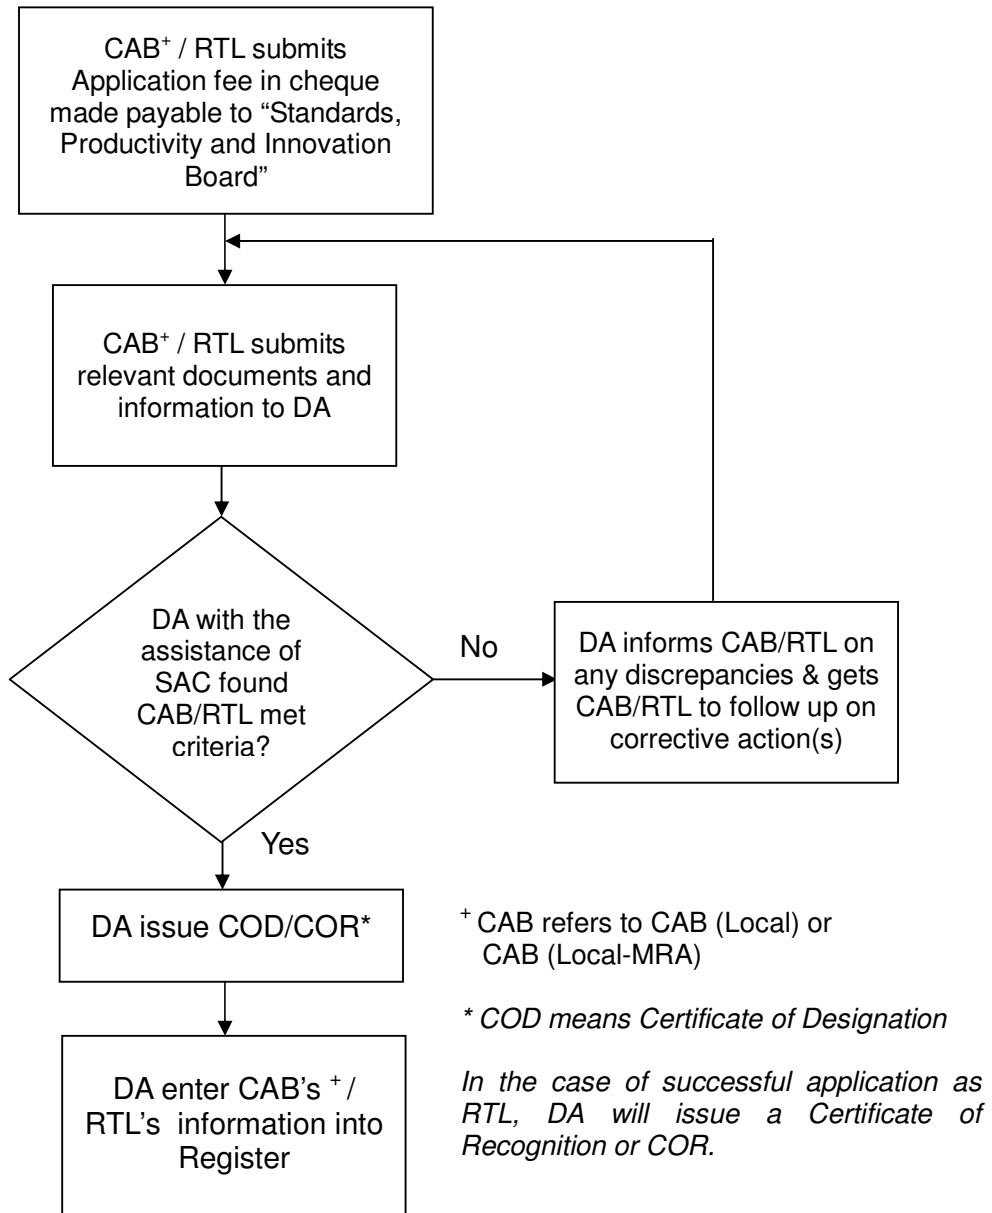 CAB⁺ / RTL submits
Application fee in cheque
made payable to “Standards,
Productivity and Innovation
Board”
CAB⁺ / RTL submits
relevant documents and
information to DA
DA with the
assistance of
SAC found
CAB/RTL met
criteria?
No
DA informs CAB/RTL on
any discrepancies & gets
CAB/RTL to follow up on
corrective action(s)
Yes
DA issue COD/COR*
DA enter CAB’s ⁺ /
RTL’s information into
Register
⁺ CAB refers to CAB (Local) or
CAB (Local-MRA)
* COD means Certificate of Designation
In the case of successful application as
RTL, DA will issue a Certificate of
Recognition or COR.